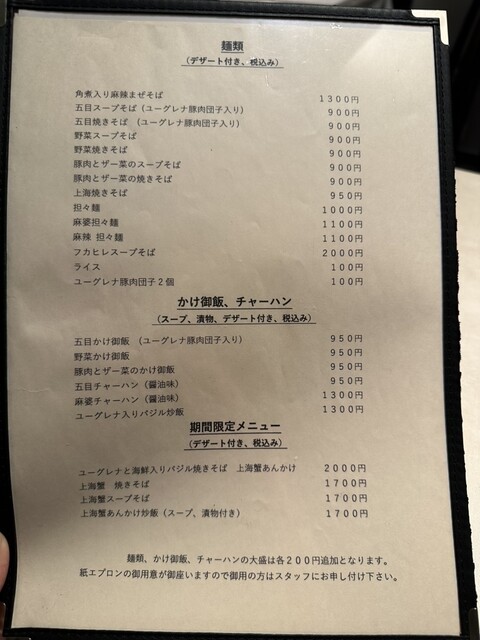 麺類
(デザート付き、税込み)
角煮入り麻辣まぜそば 1300円
五目スープそば (ユーグレナ豚肉団子入り) 900円
五目焼きそば (ユーグレナ豚肉団子入り) 900円
野菜スープそば 900円
野菜焼きそば 900円
豚肉とザー菜のスープそば 900円
豚肉とザー菜の焼きそば 900円
上海焼きそば 950円
担々麺 1000円
麻婆担々麺 1100円
麻辣 担々麺 1100円
フカヒレスープそば 2000円
ライス 100円
ユーグレナ豚肉団子2個 100円
かけ御飯、チャーハン
(スープ、漬物、デザート付き、税込み)
五目かけ御飯 (ユーグレナ豚肉団子入り) 950円
野菜かけ御飯 950円
豚肉とザー菜のかけ御飯 950円
五目チャーハン (醤油味) 950円
麻婆チャーハン (醤油味) 1300円
ユーグレナ入りバジル炒飯 1300円
期間限定メニュー
(デザート付き、税込み)
ユーグレナと海鮮入りバジル焼きそば 上海蟹あんかけ 2000円
上海蟹 焼きそば 1700円
上海蟹スープそば 1700円
上海蟹あんかけ炒飯 (スープ、漬物付き) 1700円
麺類、かけ御飯、チャーハンの大盛は各200円追加となります。
紙エプロンの御用意が御座いますので御用の方はスタッフにお申し付け下さい。